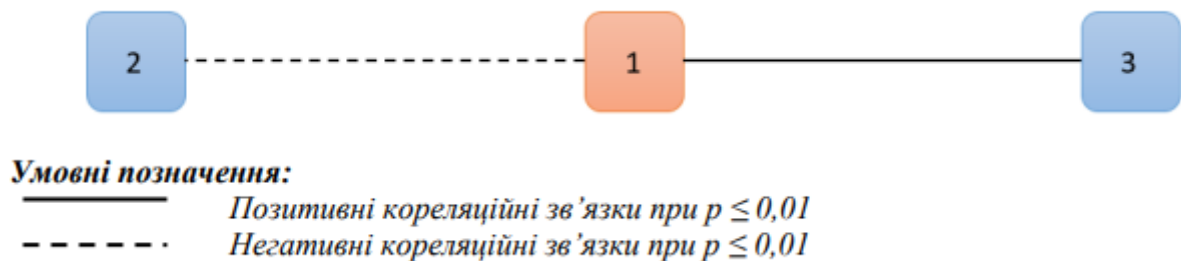 2 1 3
Умовні позначення:
Позитивні кореляційні зв’язки при p ≤ 0,01
Негативні кореляційні зв’язки при p ≤ 0,01